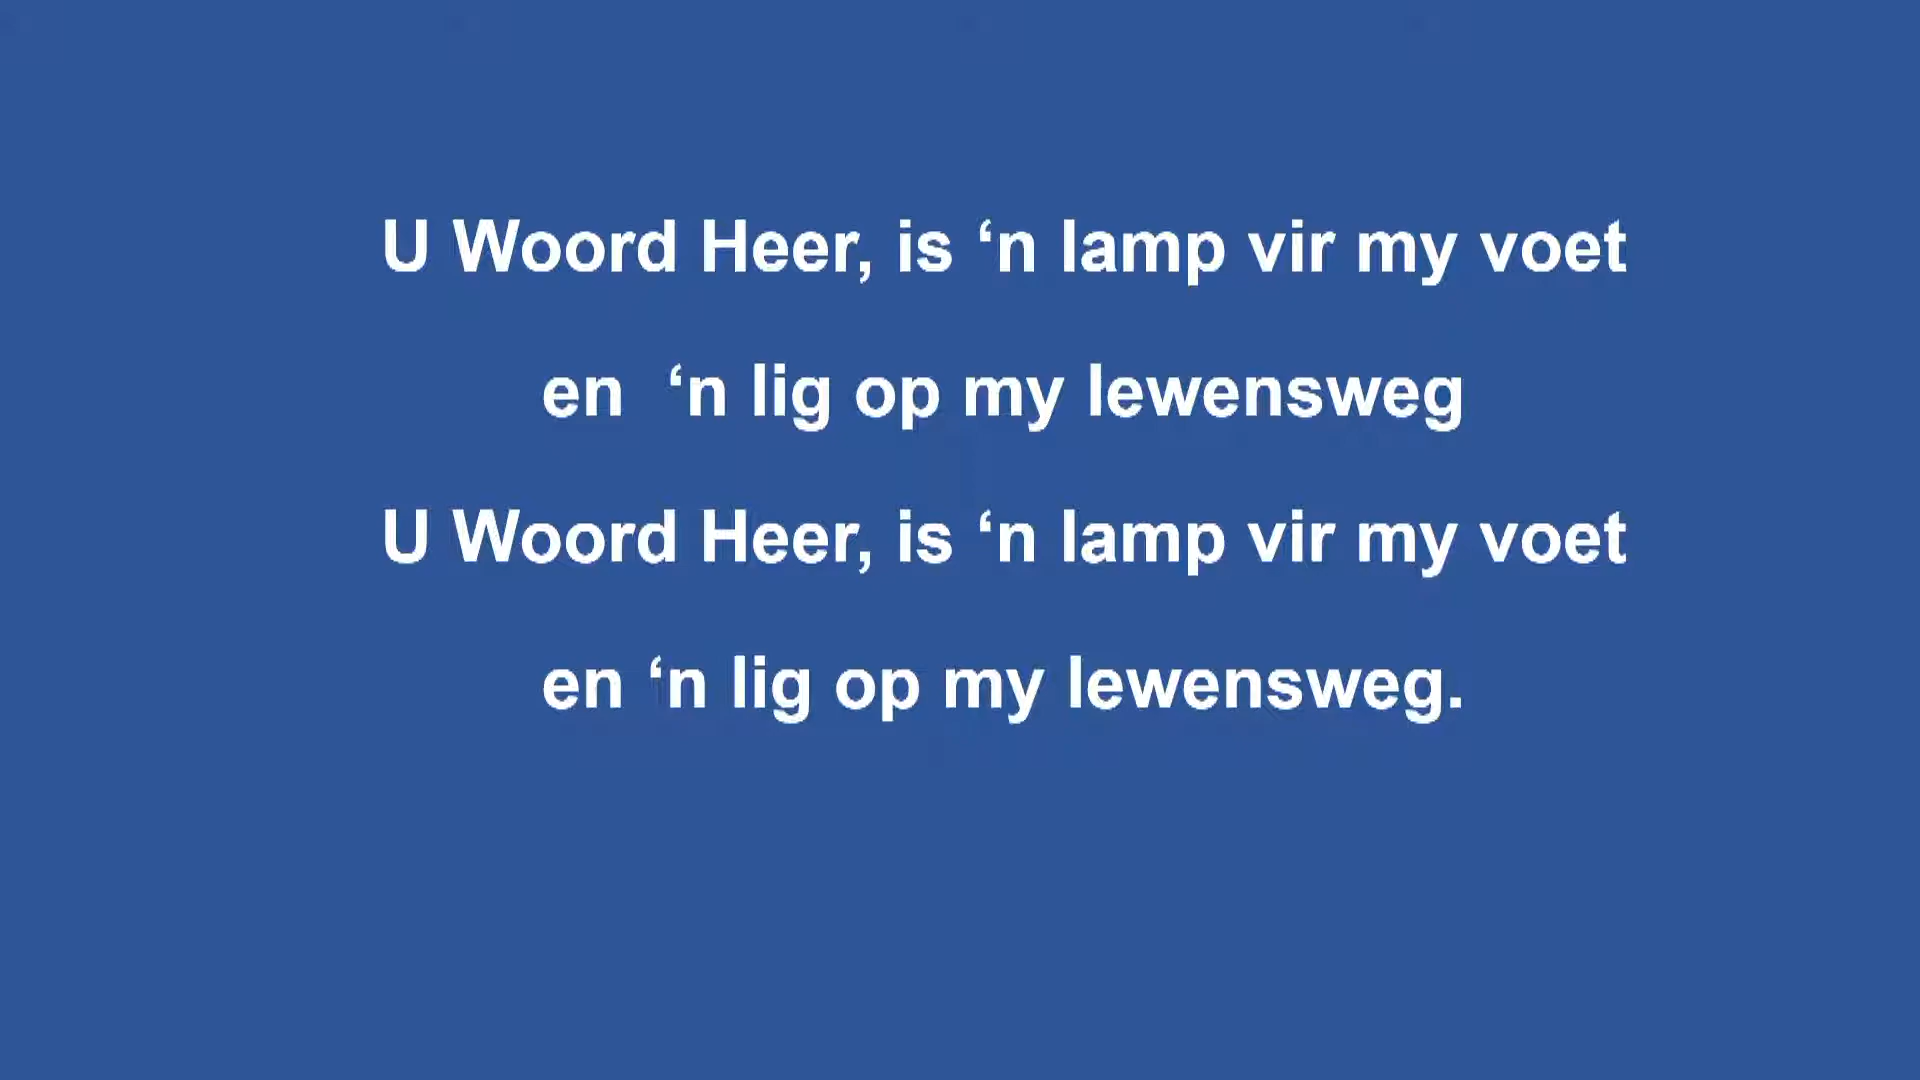 U Woord Heer, is ‘n lamp vir my voet
en  ‘n lig op my lewensweg
U Woord Heer, is ‘n lamp vir my voet
en ‘n lig op my lewensweg.